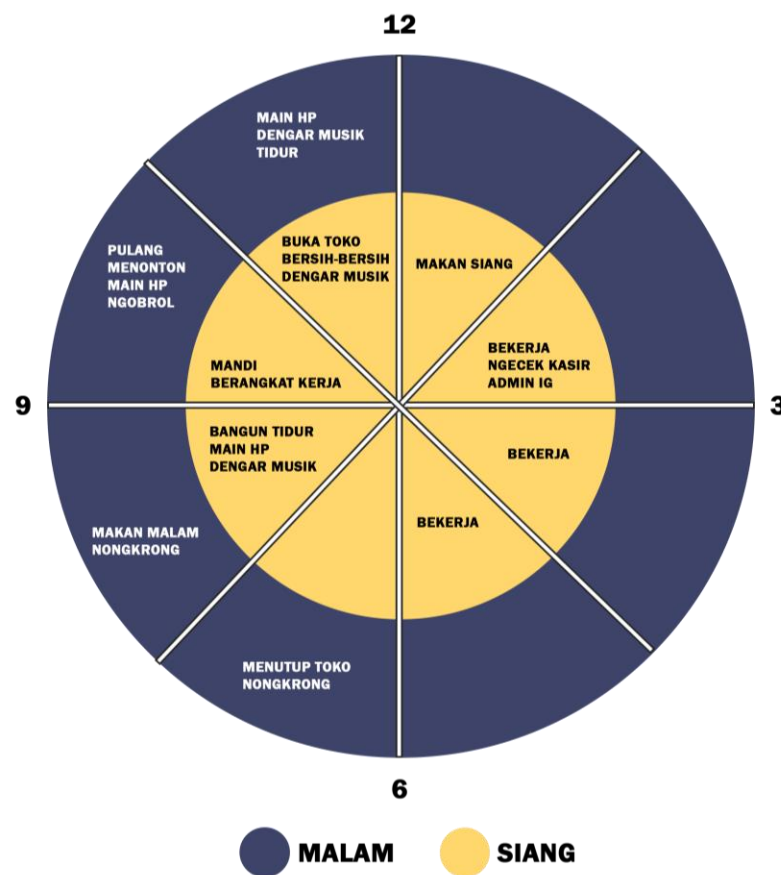 12
MAIN HP
DENGAR MUSIK
TIDUR
PULANG
MENONTON
MAIN HP
NGOBROL
BUKA TOKO
BERSIH-BERSIH
DENGAR MUSIK
MAKAN SIANG
MANDI
BERANGKAT KERJA
BEKERJA
NGECEK KASIR
ADMIN IG
9
3
BANGUN TIDUR
MAIN HP
DENGAR MUSIK
BEKERJA
MAKAN MALAM
NONGKRONG
BEKERJA
MENUTUP TOKO
NONGKRONG
6
MALAM
SIANG